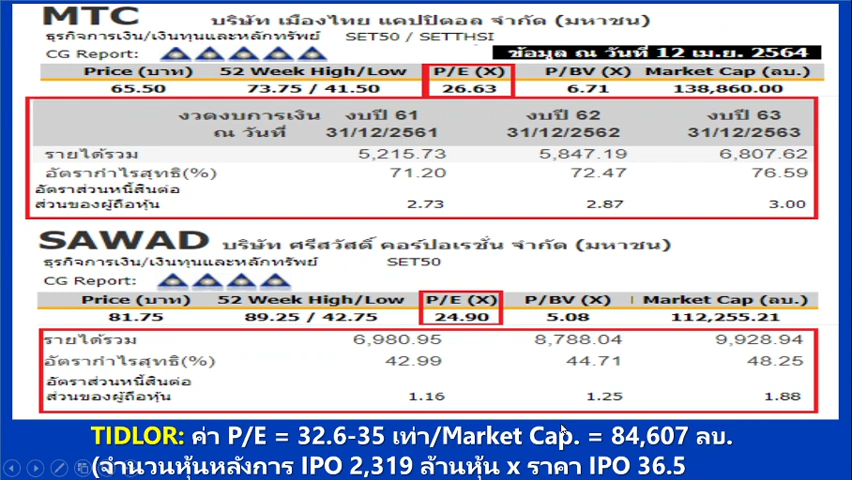 MTC บริษัท เมืองไทย แคปปิตอล จำกัด (มหาชน)
ธุรกิจการเงิน/เงินทุนและหลักทรัพย์ SET50 / SETTHSI
CG Report: ข้อมูล ณ วันที่ 12 เม.ย. 2564
Price (บาท) 52 Week High/Low P/E (X) P/BV (X) Market Cap (ลบ.)
65.50 73.75 / 41.50 26.63 6.71 138,860.00
งวดงบการเงิน งบปี 61 งบปี 62 งบปี 63
ณ วันที่ 31/12/2561 31/12/2562 31/12/2563
รายได้รวม 5,215.73 5,847.19 6,807.62
อัตรากำไรสุทธิ(%) 71.20 72.47 76.59
อัตราส่วนหนี้สินต่อ
ส่วนของผู้ถือหุ้น 2.73 2.87 3.00
SAWAD บริษัท ศรีสวัสดิ์ คอร์ปอเรชั่น จำกัด (มหาชน)
ธุรกิจการเงิน/เงินทุนและหลักทรัพย์ SET50
CG Report:
Price (บาท) 52 Week High/Low P/E (X) P/BV (X) Market Cap (ลบ.)
81.75 89.25 / 42.75 24.90 5.08 112,255.21
รายได้รวม 6,980.95 8,788.04 9,928.94
อัตรากำไรสุทธิ(%) 42.99 44.71 48.25
อัตราส่วนหนี้สินต่อ
ส่วนของผู้ถือหุ้น 1.16 1.25 1.88
TIDLOR: ค่า P/E = 32.6-35 เท่า/Market Cap. = 84,607 ลบ.
(จำนวนหุ้นหลังการ IPO 2,319 ล้านหุ้น x ราคา IPO 36.5